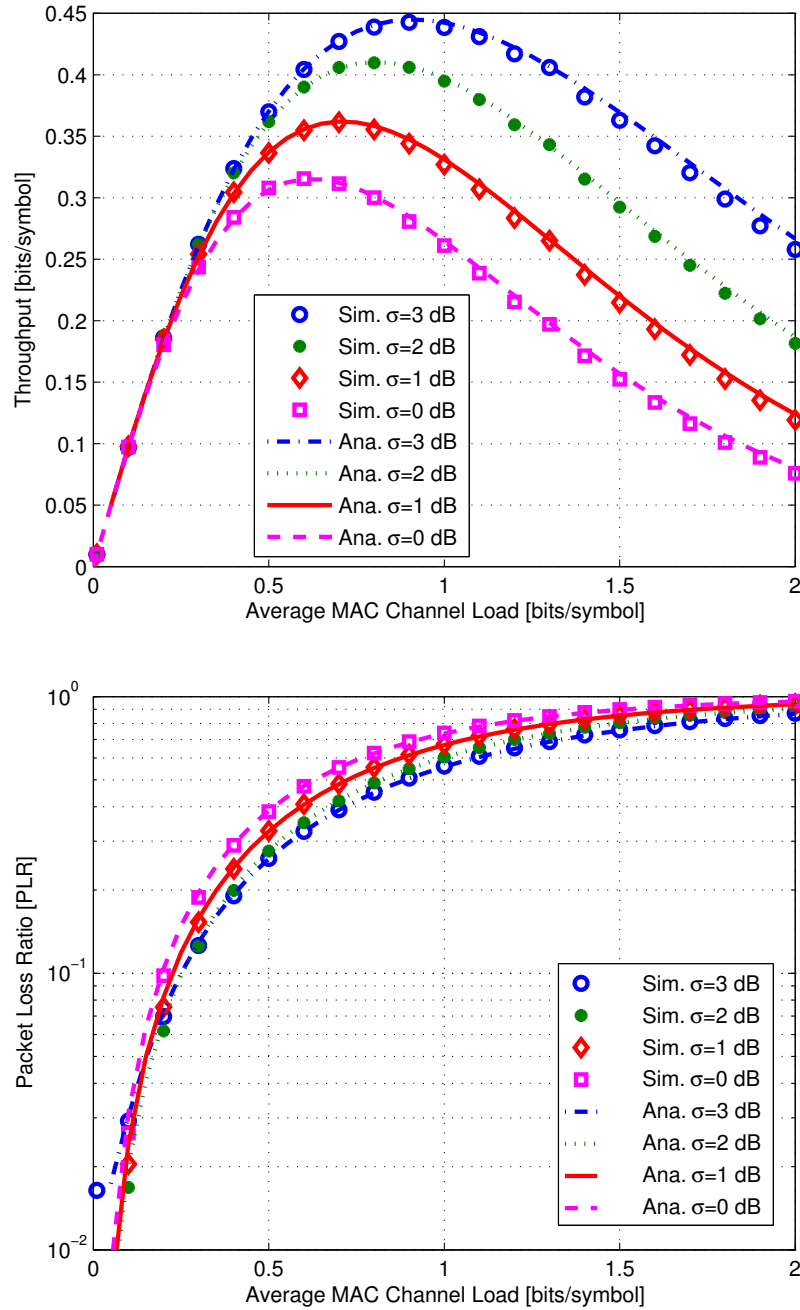 0.45
0.4
0.35
0.3
0.25
0.2
0.15
0.1
0.05
0
Throughput [bits/symbol]
Sim. σ=3 dB
Sim. σ=2 dB
Sim. σ=1 dB
Sim. σ=0 dB
Ana. σ=3 dB
Ana. σ=2 dB
Ana. σ=1 dB
Ana. σ=0 dB
0 0.5 1 1.5 2
Average MAC Channel Load [bits/symbol]
10^0
10^-1
10^-2
Packet Loss Ratio [PLR]
Sim. σ=3 dB
Sim. σ=2 dB
Sim. σ=1 dB
Sim. σ=0 dB
Ana. σ=3 dB
Ana. σ=2 dB
Ana. σ=1 dB
Ana. σ=0 dB
0 0.5 1 1.5 2
Average MAC Channel Load [bits/symbol]